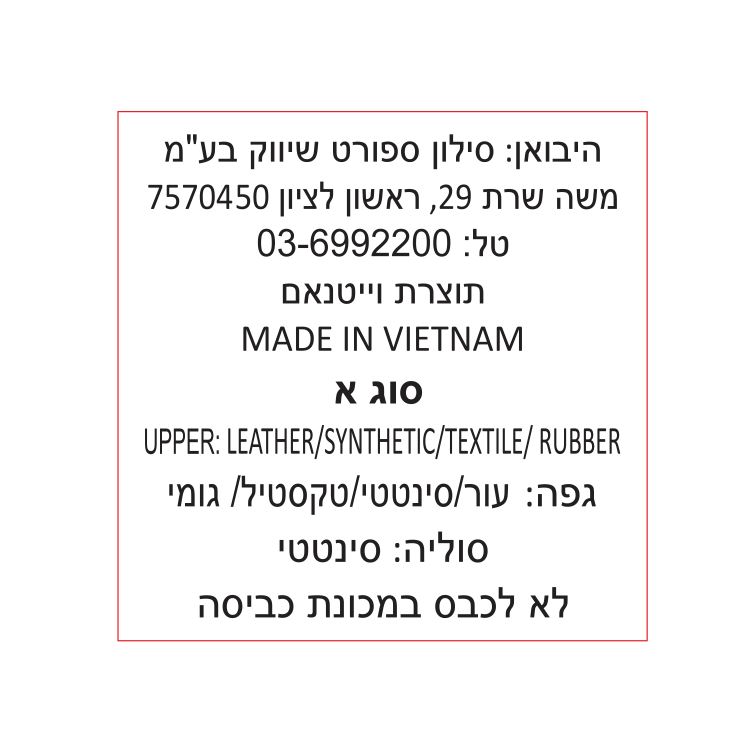 היבואן: סילון ספורט שיווק בע"מ
משה שרת 29, ראשון לציון 7570450
טל: 03-6992200
תוצרת וייטנאם
MADE IN VIETNAM
סוג א
UPPER: LEATHER/SYNTHETIC/TEXTILE/ RUBBER
גפה: עור/סינטטי/טקסטיל/ גומי
סוליה: סינטטי
לא לכבס במכונת כביסה